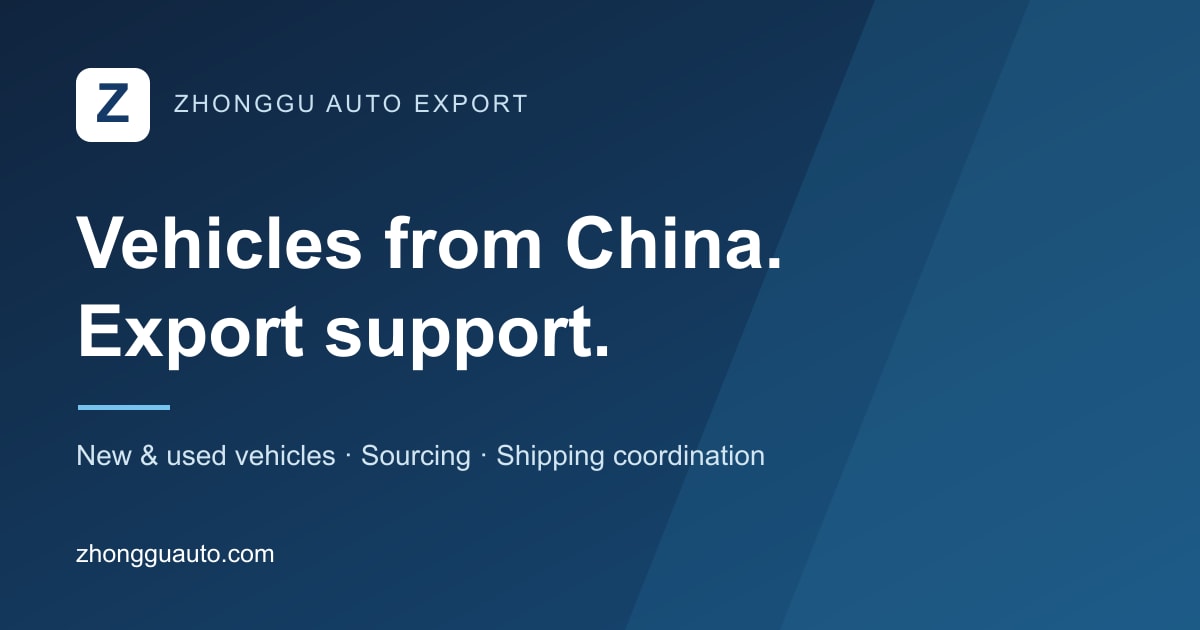 Z
ZHONGGU AUTO EXPORT
Vehicles from China.
Export support.
New & used vehicles · Sourcing · Shipping coordination
zhongguauto.com